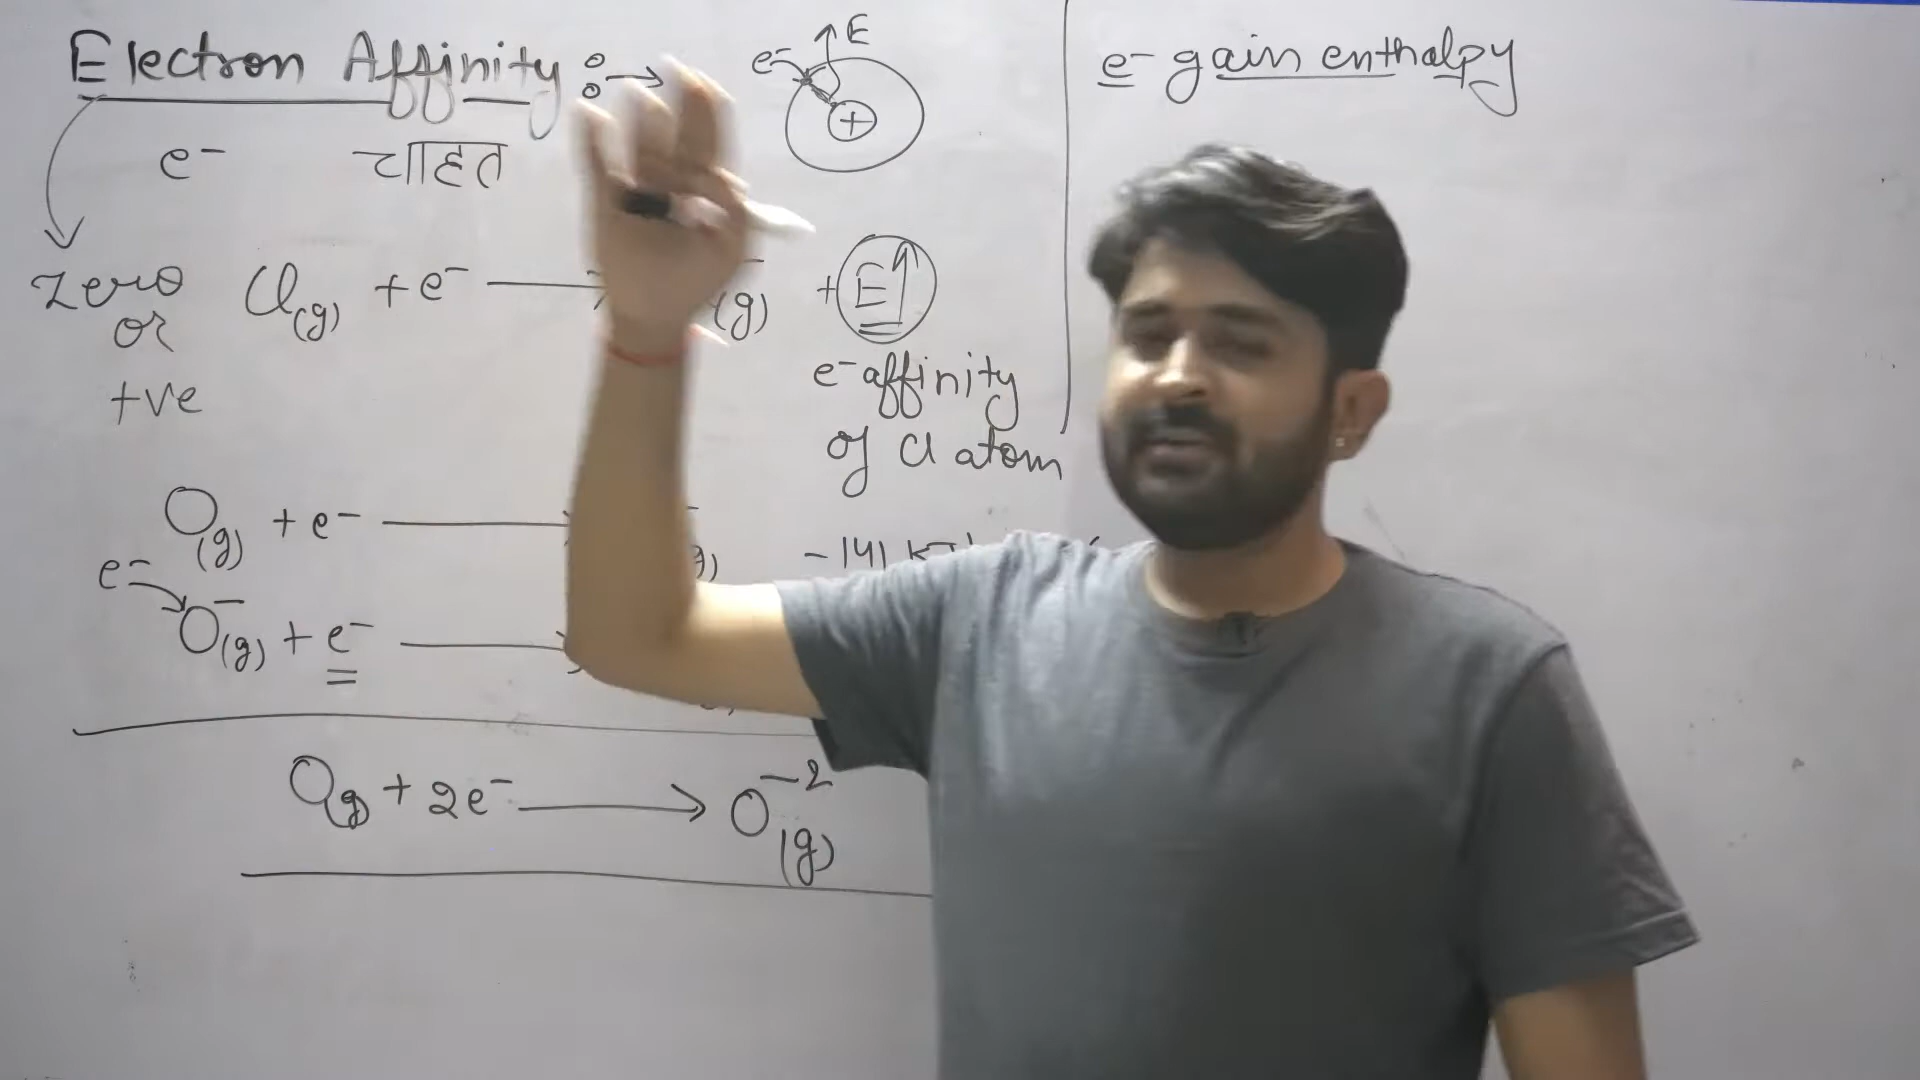 Electron Affinity :→
e⁻ चाहत
e⁻ E
+
Zero or +ve
Cl(g) + e⁻ → (g) + E↑
e⁻affinity
of Cl atom
O(g) + e⁻ → -141
e⁻
O⁻(g) + e⁻
O(g) + 2e⁻ → O⁻²(g)
e⁻ gain enthalpy